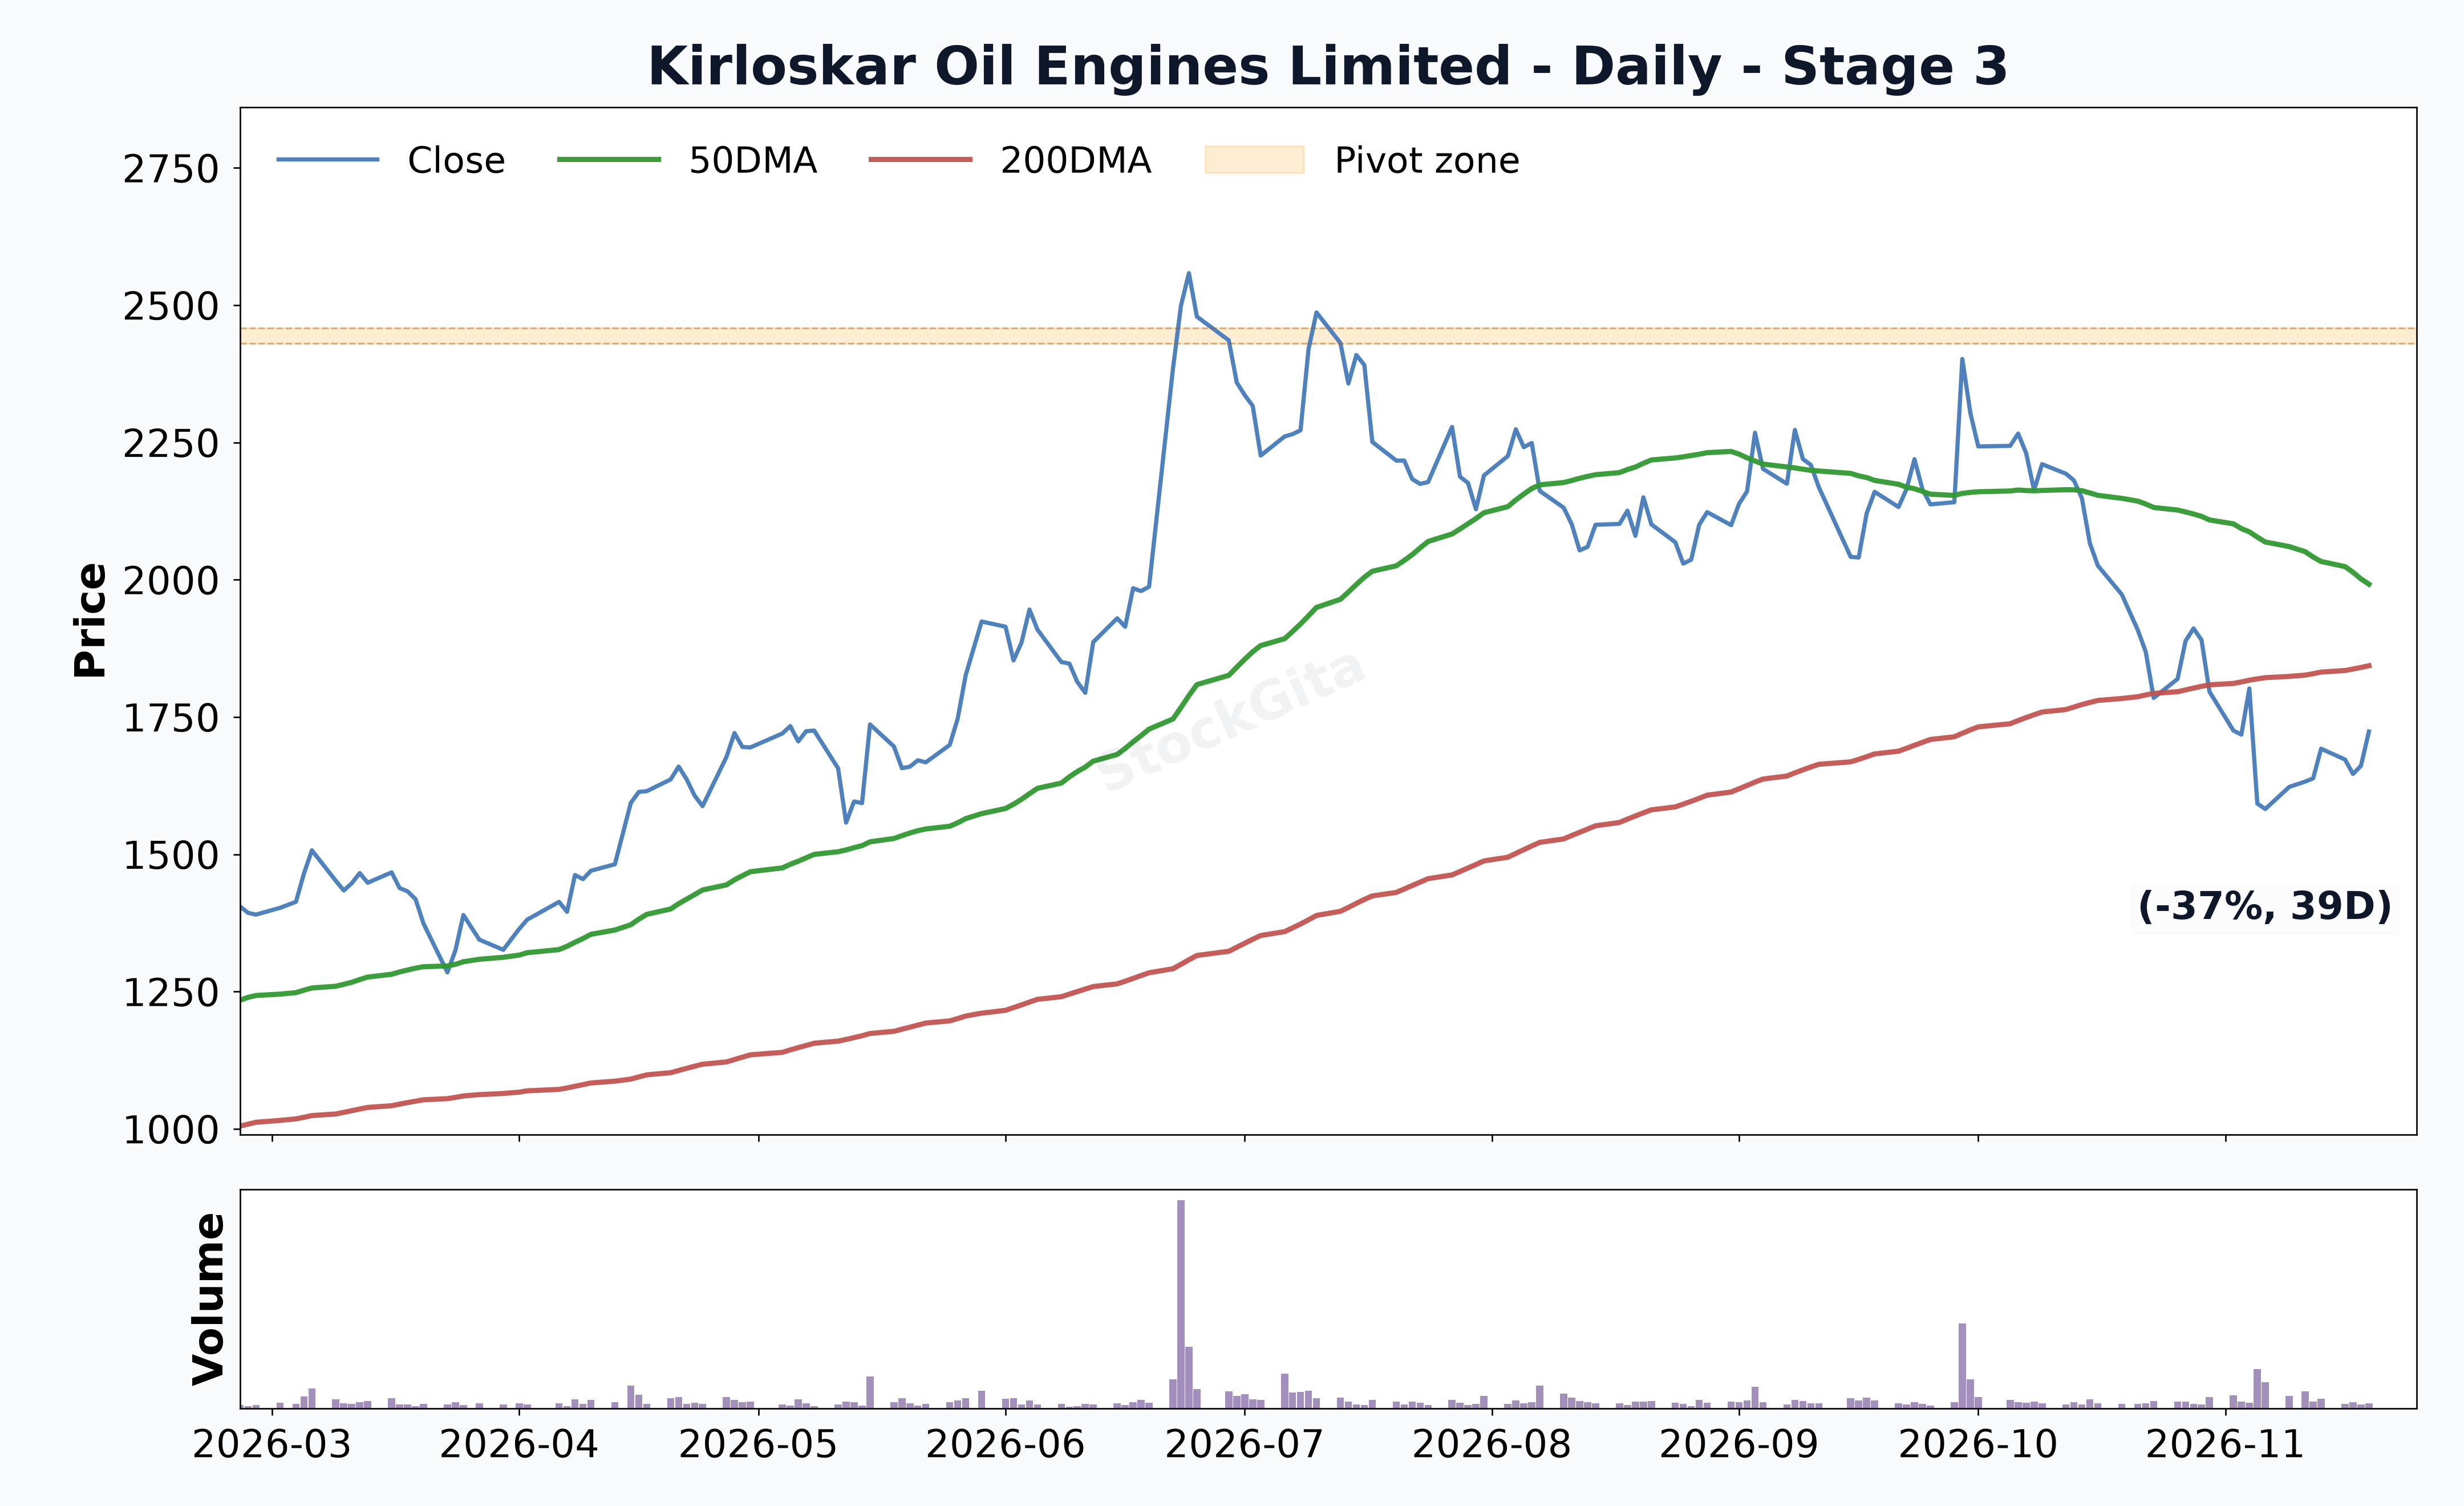 Kirloskar Oil Engines Limited - Daily - Stage 3
Close 50DMA 200DMA Pivot zone
Price
2750
2500
2250
2000
1750
1500
1250
1000
StockGita
(-37%, 39D)
Volume
2026-03 2026-04 2026-05 2026-06 2026-07 2026-08 2026-09 2026-10 2026-11